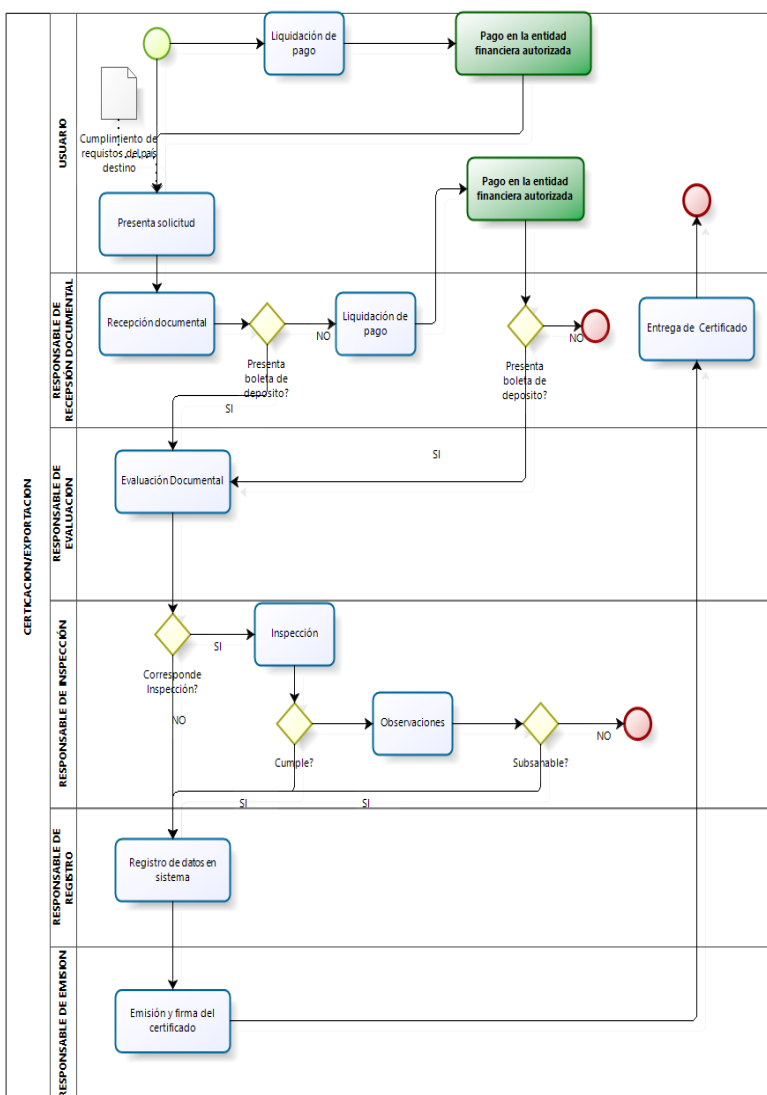 CERTICACION/EXPORTACION
USUARIO
Liquidación de
pago
Pago en la entidad
financiera autorizada
Cumplimiento de
requistos del país
destino
Presenta solicitud
Pago en la entidad
financiera autorizada
RESPONSABLE DE
RECEPSIÓN DOCUMENTAL
Recepción documental
Presenta
boleta de
deposito?
NO
SI
Liquidación de
pago
Presenta
boleta de
deposito?
NO
SI
Entrega de Certificado
RESPONSABLE DE
EVALUACION
Evaluación Documental
RESPONSABLE DE INSPECCIÓN
Corresponde
Inspección?
SI
NO
Inspección
Cumple?
SI
Observaciones
Subsanable?
NO
SI
RESPONSABLE DE
REGISTRO
Registro de datos en
sistema
RESPONSABLE DE EMISION
Emisión y firma del
certificado